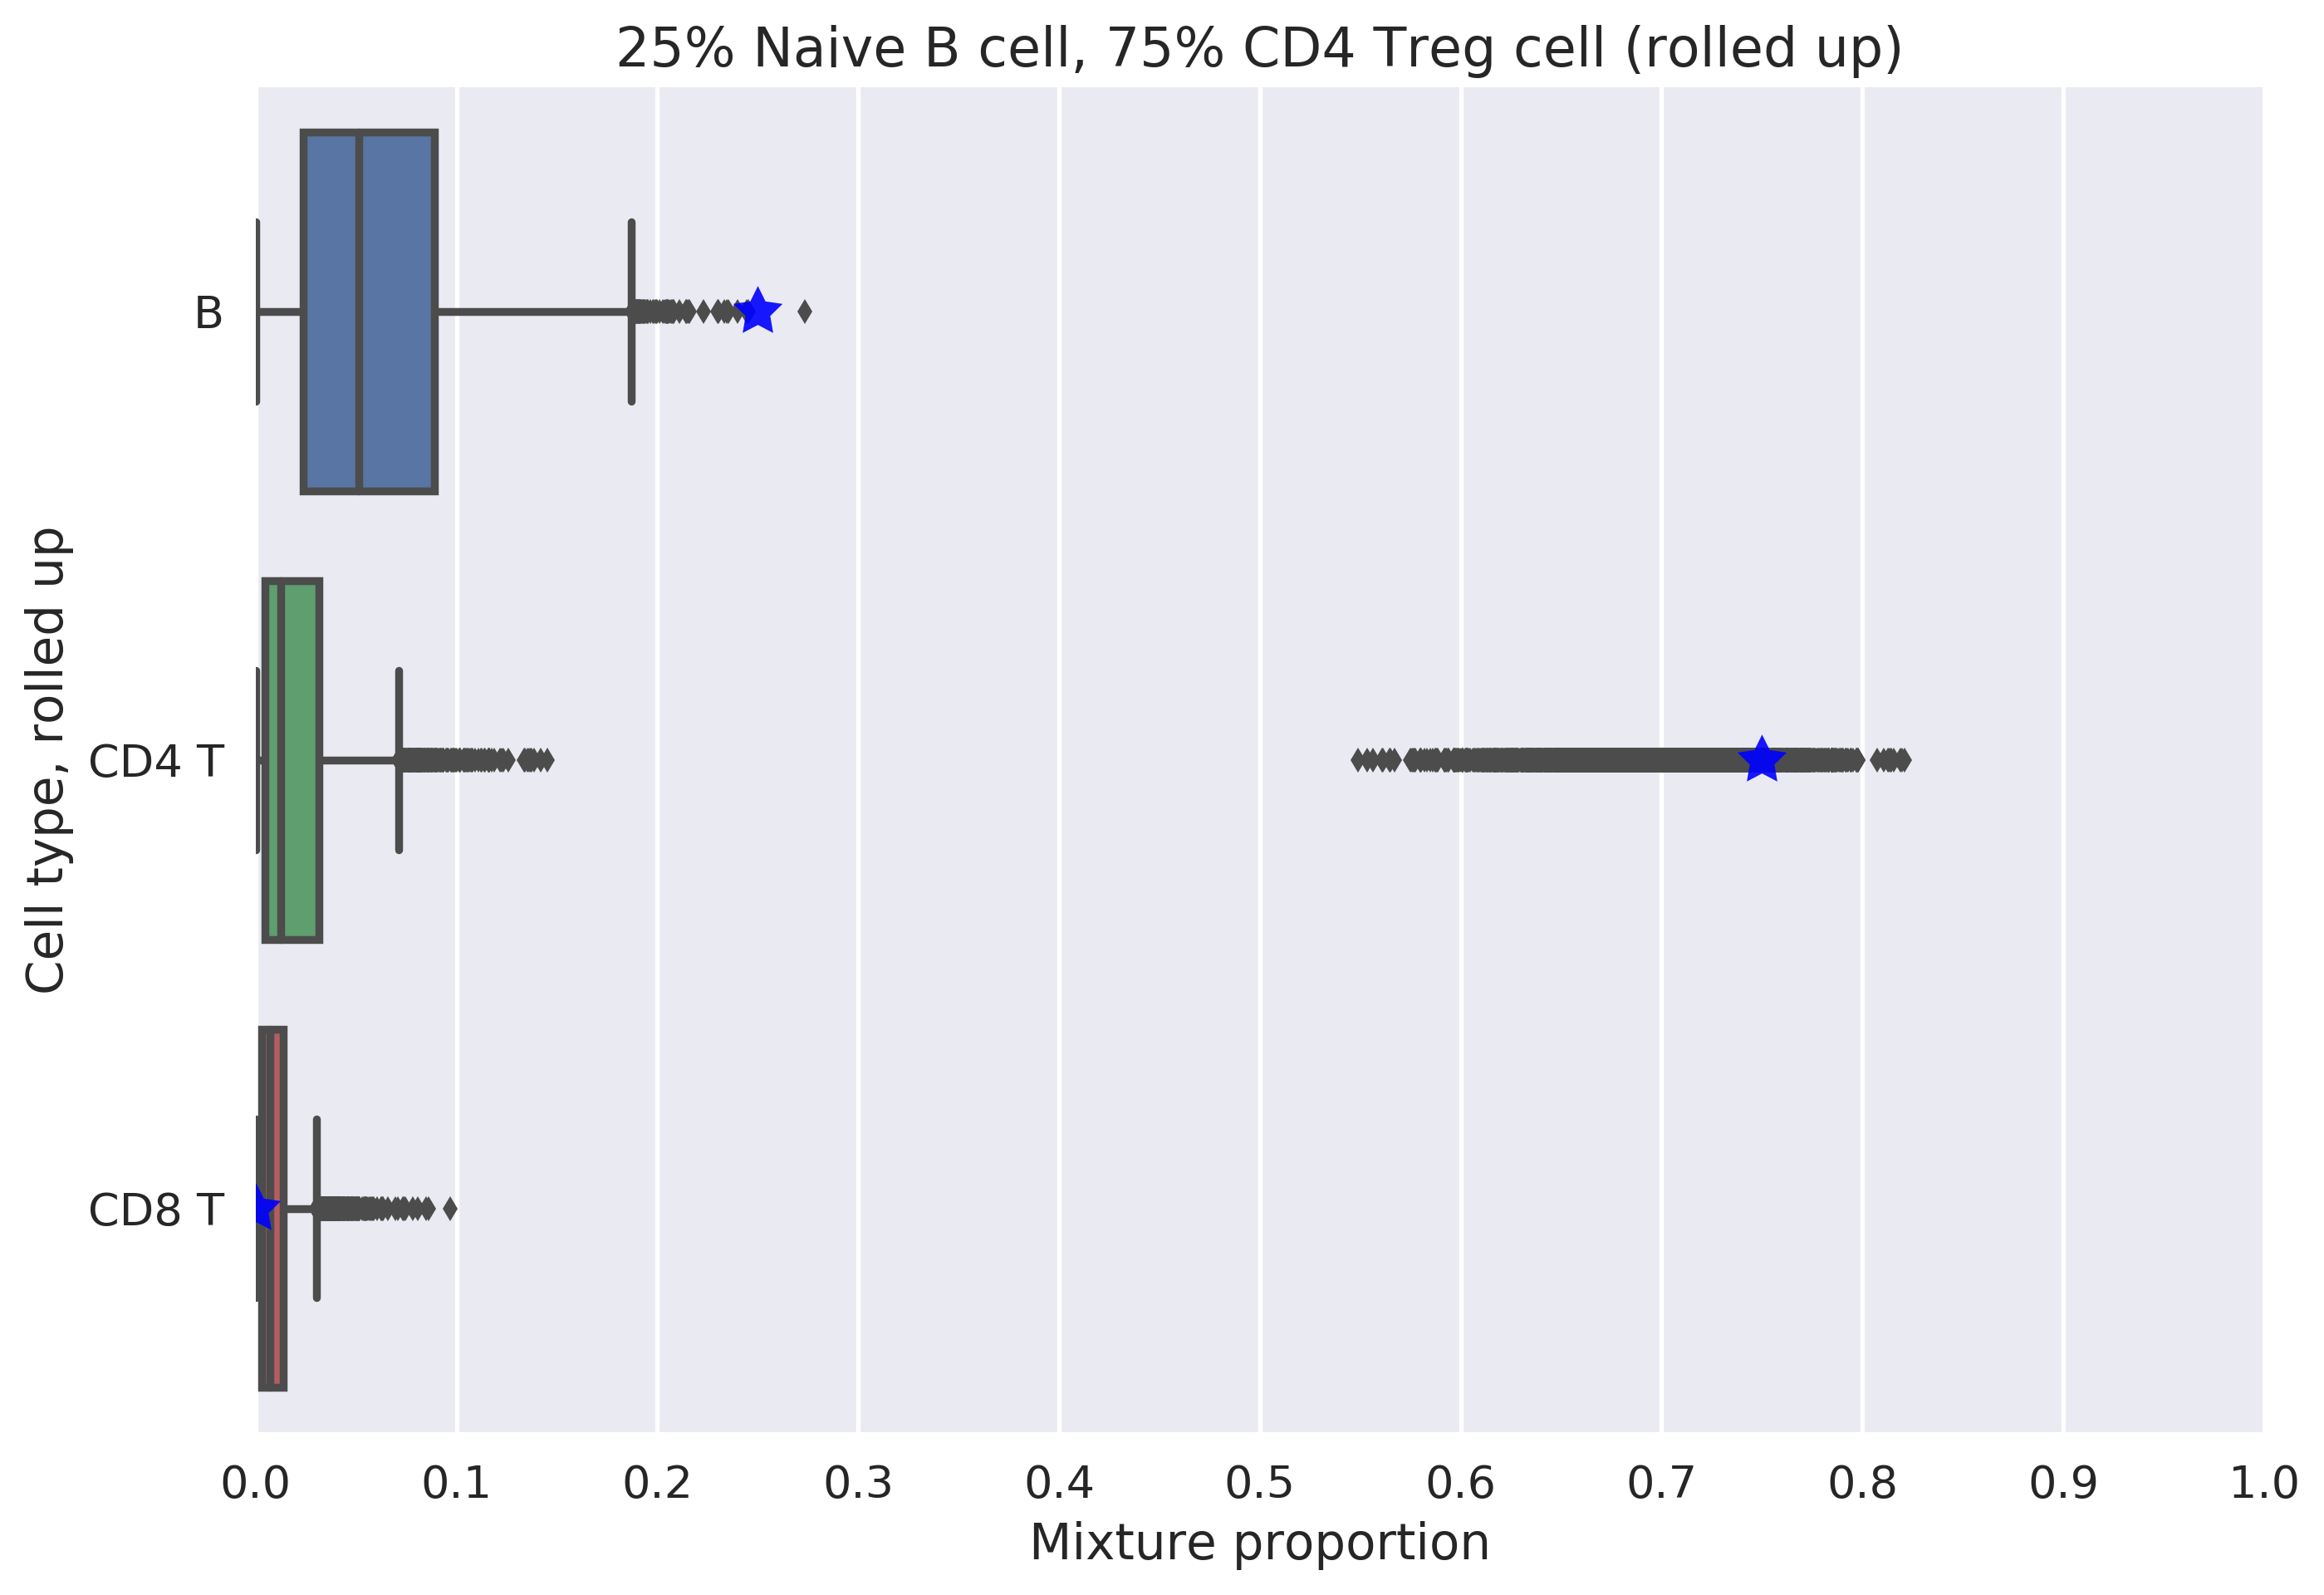 25% Naive B cell, 75% CD4 Treg cell (rolled up)
Cell type, rolled up
B
CD4 T
CD8 T
0.0 0.1 0.2 0.3 0.4 0.5 0.6 0.7 0.8 0.9 1.0
Mixture proportion